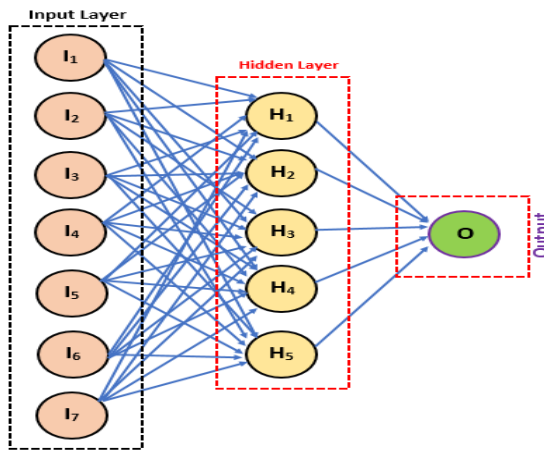 Input Layer
I1
I2
I3
I4
I5
I6
I7
Hidden Layer
H1
H2
H3
H4
H5
O
Output